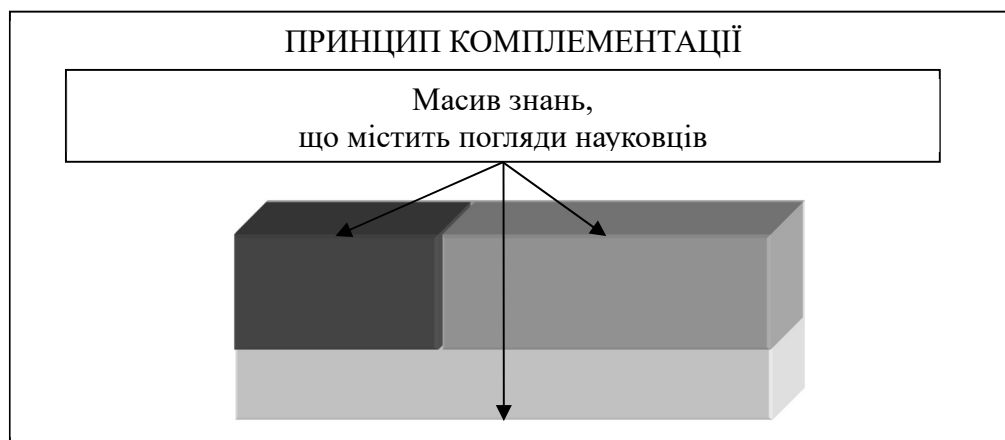 ПРИНЦИП КОМПЛЕМЕНТАЦІЇ
Масив знань,
що містить погляди науковців